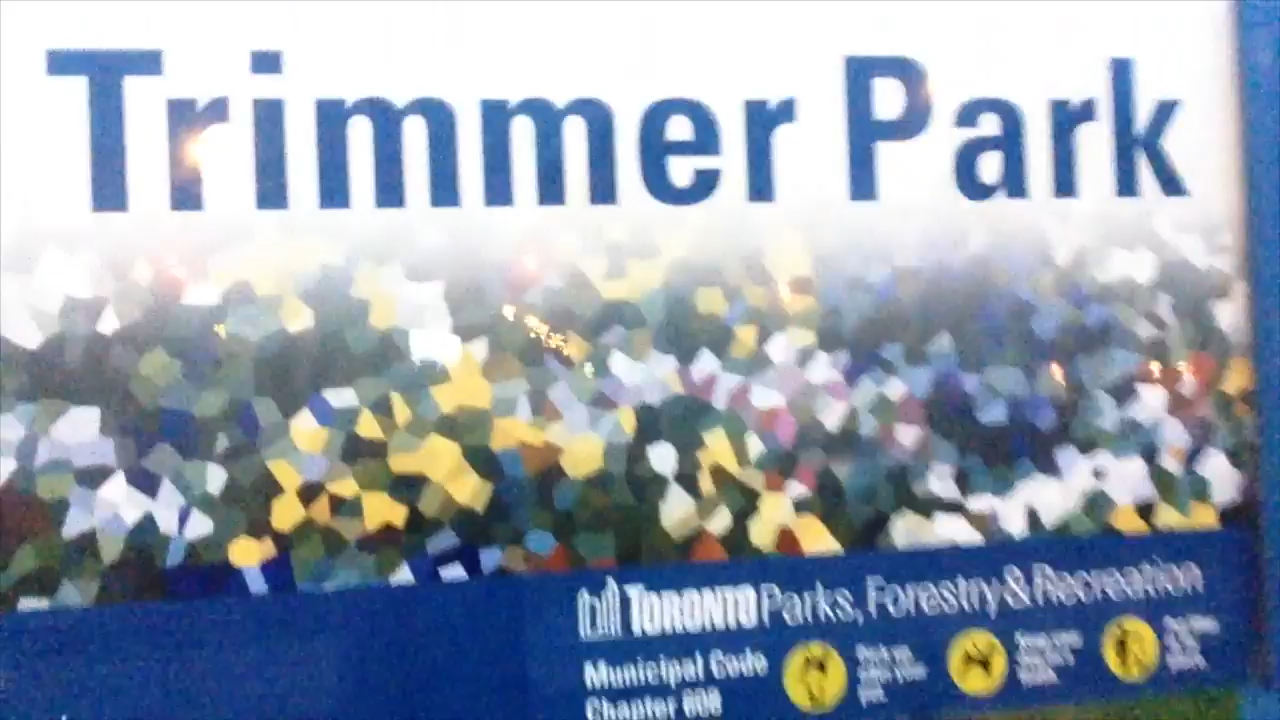 Trimmer Park
TORONTO Parks, Forestry & Recreation
Municipal Code
Chapter 608